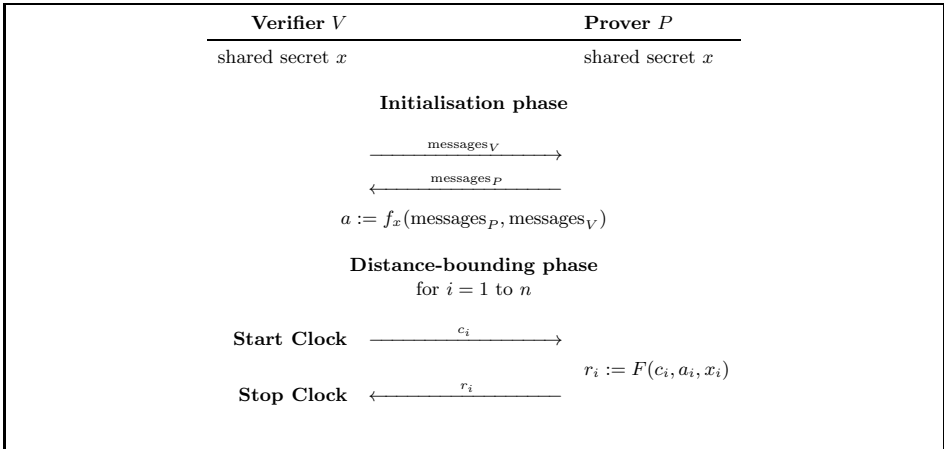 Verifier V Prover P
shared secret x shared secret x
Initialisation phase
messages_V
messages_P
a := f_x(messages_P, messages_V)
Distance-bounding phase
for i = 1 to n
Start Clock c_i
r_i := F(c_i, a_i, x_i)
Stop Clock r_i